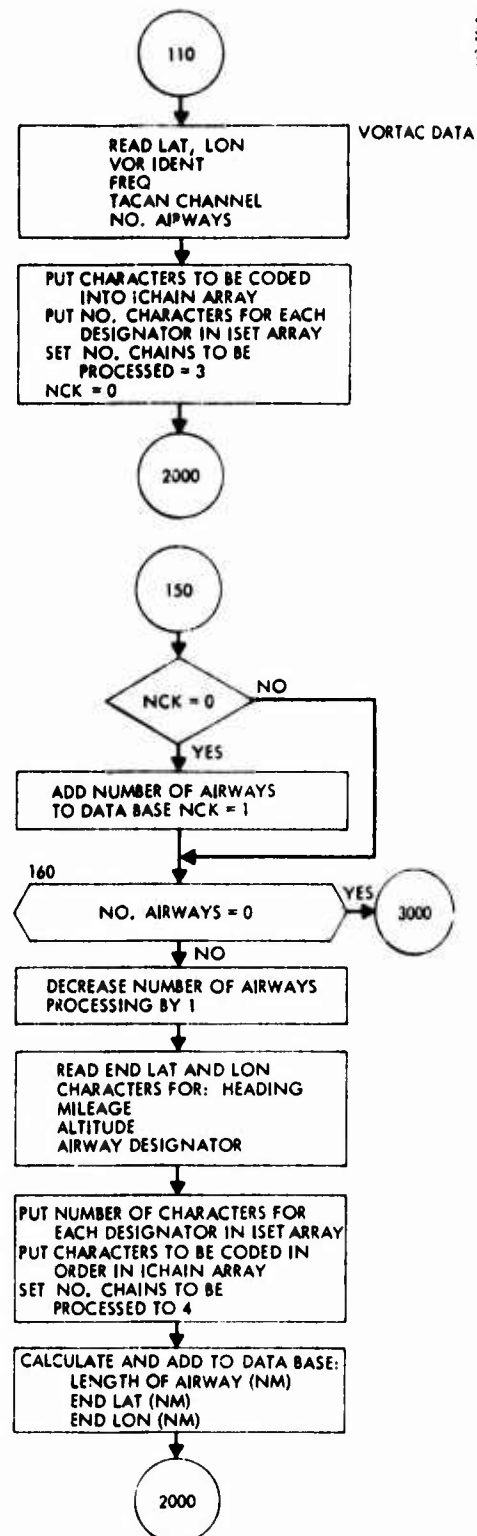 110
VORTAC DATA
READ LAT, LON
VOR IDENT
FREQ
TACAN CHANNEL
NO. AIRWAYS
PUT CHARACTERS TO BE CODED
INTO ICHAIN ARRAY
PUT NO. CHARACTERS FOR EACH
DESIGNATOR IN ISET ARRAY
SET NO. CHAINS TO BE
PROCESSED = 3
NCK = 0
2000
150
NCK = 0
NO
YES
ADD NUMBER OF AIRWAYS
TO DATA BASE NCK = 1
160
NO. AIRWAYS = 0
YES
3000
NO
DECREASE NUMBER OF AIRWAYS
PROCESSING BY 1
READ END LAT AND LON
CHARACTERS FOR: HEADING
MILEAGE
ALTITUDE
AIRWAY DESIGNATOR
PUT NUMBER OF CHARACTERS FOR
EACH DESIGNATOR IN ISET ARRAY
PUT CHARACTERS TO BE CODED IN
ORDER IN ICHAIN ARRAY
SET NO. CHAINS TO BE
PROCESSED TO 4
CALCULATE AND ADD TO DATA BASE:
LENGTH OF AIRWAY (NM)
END LAT (NM)
END LON (NM)
2000